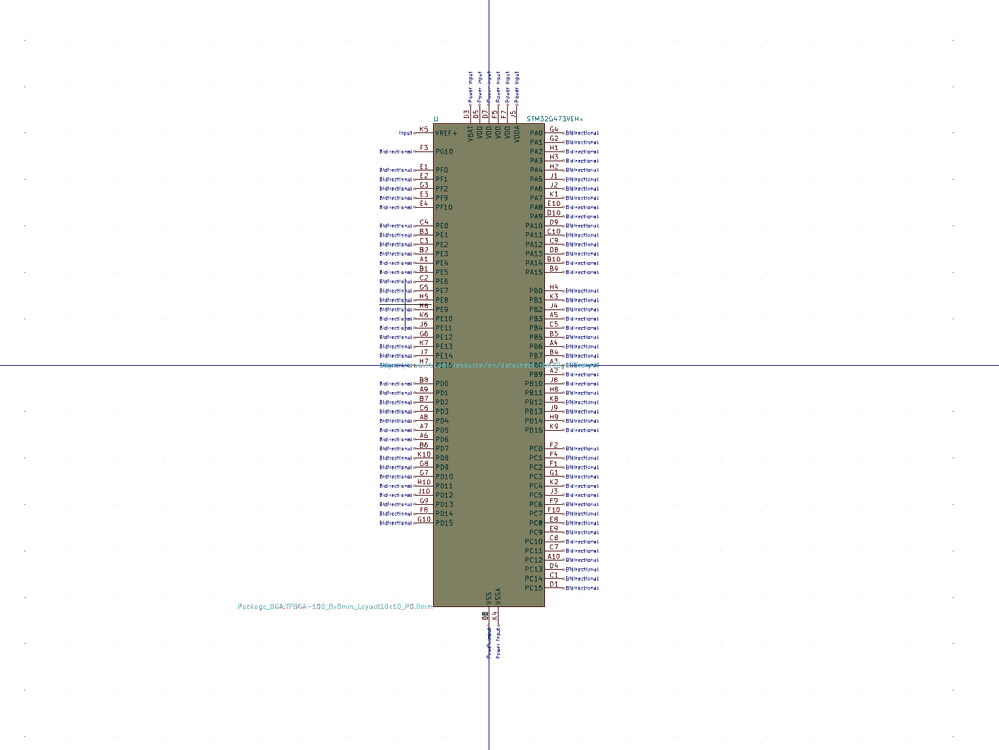 Power Input Power Input Power Input Power Input Power Input
D3 D5 D7 F5 F7 J5
U STM32G473VEHx
VBAT VDD VDD VDD VDD VDDA
Input K5 VREF+ PA0 G4 Bidirectional
PA1 G2 Bidirectional
Bidirectional F3 PG10 PA2 H1 Bidirectional
PA3 H3 Bidirectional
Bidirectional E1 PF0 PA4 H2 Bidirectional
Bidirectional E2 PF1 PA5 J1 Bidirectional
Bidirectional G3 PF2 PA6 J2 Bidirectional
Bidirectional E3 PF9 PA7 K1 Bidirectional
Bidirectional E4 PF10 PA8 E10 Bidirectional
PA9 D10 Bidirectional
Bidirectional C4 PE0 PA10 D9 Bidirectional
Bidirectional B3 PE1 PA11 C10 Bidirectional
Bidirectional C3 PE2 PA12 C9 Bidirectional
Bidirectional B2 PE3 PA13 D8 Bidirectional
Bidirectional A1 PE4 PA14 B10 Bidirectional
Bidirectional B1 PE5 PA15 B9 Bidirectional
Bidirectional C2 PE6
Bidirectional G5 PE7 PB0 H4 Bidirectional
Bidirectional H5 PE8 PB1 K3 Bidirectional
Bidirectional H6 PE9 PB2 J4 Bidirectional
Bidirectional K6 PE10 PB3 A5 Bidirectional
Bidirectional J6 PE11 PB4 C5 Bidirectional
Bidirectional G6 PE12 PB5 B5 Bidirectional
Bidirectional K7 PE13 PB6 A4 Bidirectional
Bidirectional J7 PE14 PB7 B4 Bidirectional
H7 resource/en/datasheet A3
PB9 A2 Bidirectional
Bidirectional B8 PD0 PB10 J8 Bidirectional
Bidirectional A9 PD1 PB11 H8 Bidirectional
Bidirectional B7 PD2 PB12 K8 Bidirectional
Bidirectional C6 PD3 PB13 J9 Bidirectional
Bidirectional A8 PD4 PB14 H9 Bidirectional
Bidirectional A7 PD5 PB15 K9 Bidirectional
Bidirectional A6 PD6
Bidirectional B6 PD7 PC0 F2 Bidirectional
Bidirectional K10 PD8 PC1 F4 Bidirectional
Bidirectional G8 PD9 PC2 F1 Bidirectional
Bidirectional G7 PD10 PC3 G1 Bidirectional
Bidirectional H10 PD11 PC4 K2 Bidirectional
Bidirectional J10 PD12 PC5 J3 Bidirectional
Bidirectional G9 PD13 PC6 F9 Bidirectional
Bidirectional F8 PD14 PC7 F10 Bidirectional
Bidirectional G10 PD15 PC8 E8 Bidirectional
PC9 E9 Bidirectional
PC10 C8 Bidirectional
PC11 C7 Bidirectional
PC12 A10 Bidirectional
PC13 D4 Bidirectional
PC14 C1 Bidirectional
PC15 D1 Bidirectional
VSS VSSA
Package_BGA:TFBGA-100_8x8mm_Layout10x10_P0.8mm
K4
Power Input